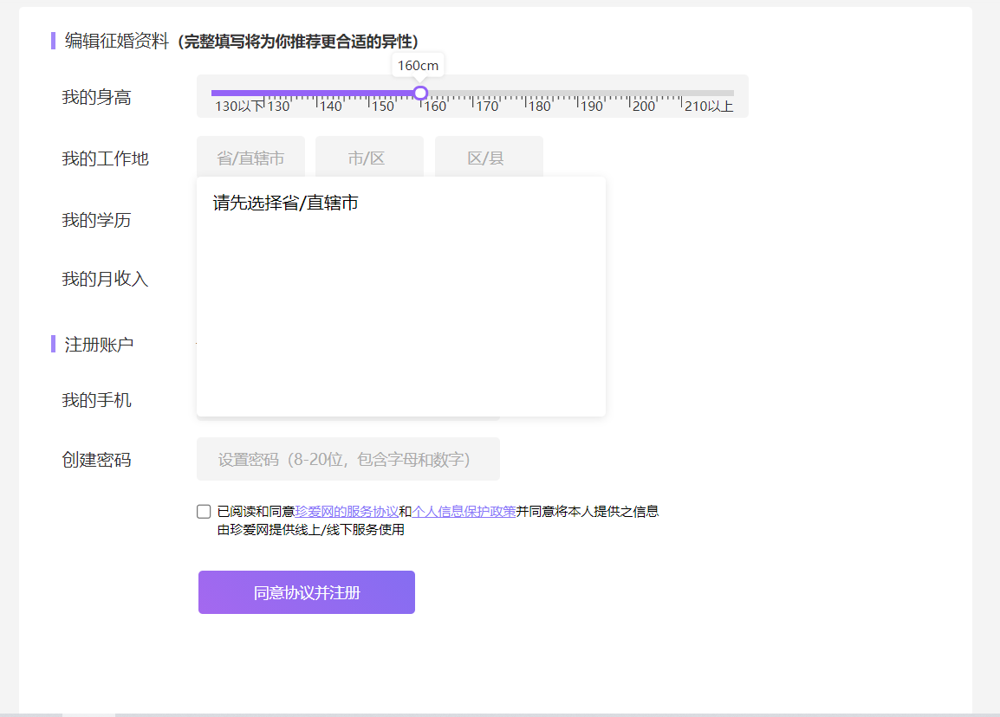 编辑征婚资料（完整填写将为你推荐更合适的异性）
160cm
我的身高
130以下 130 140 150 160 170 180 190 200 210以上
我的工作地 省/直辖市 市/区 区/县
请先选择省/直辖市
我的学历
我的月收入
注册账户
我的手机
创建密码 设置密码（8-20位，包含字母和数字）
已阅读和同意珍爱网的服务协议和个人信息保护政策并同意将本人提供之信息
由珍爱网提供线上/线下服务使用
同意协议并注册